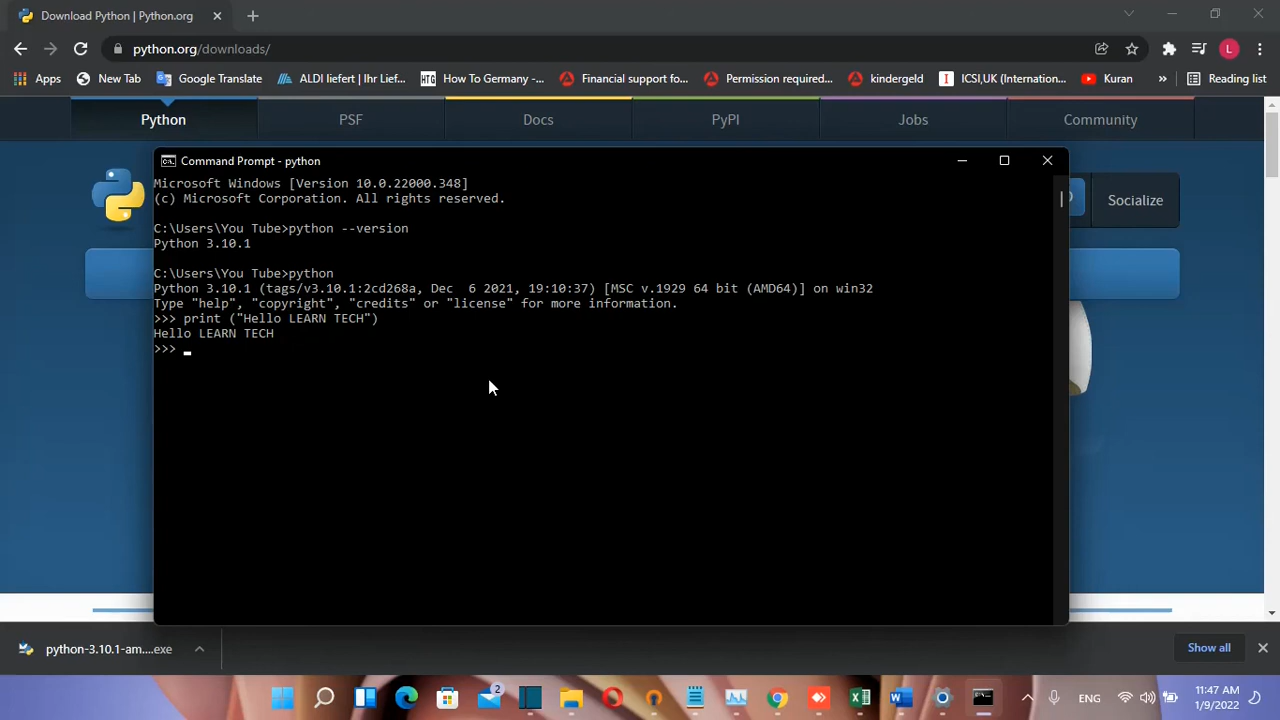 Download Python | Python.org
python.org/downloads/
L
Apps
New Tab
Google Translate
ALDI liefert | Ihr Lief...
How To Germany -...
Financial support fo...
Permission required...
kindergeld
ICSI,UK (Internation...
Kuran
»
Reading list
Python
PSF
Docs
PyPI
Jobs
Community
Socialize
Command Prompt - python
Microsoft Windows [Version 10.0.22000.348]
(c) Microsoft Corporation. All rights reserved.
C:\Users\You Tube>python --version
Python 3.10.1
C:\Users\You Tube>python
Python 3.10.1 (tags/v3.10.1:2cd268a, Dec  6 2021, 19:10:37) [MSC v.1929 64 bit (AMD64)] on win32
Type "help", "copyright", "credits" or "license" for more information.
>>> print ("Hello LEARN TECH")
Hello LEARN TECH
>>> _
python-3.10.1-am....exe
Show all
2
ENG
11:47 AM
1/9/2022